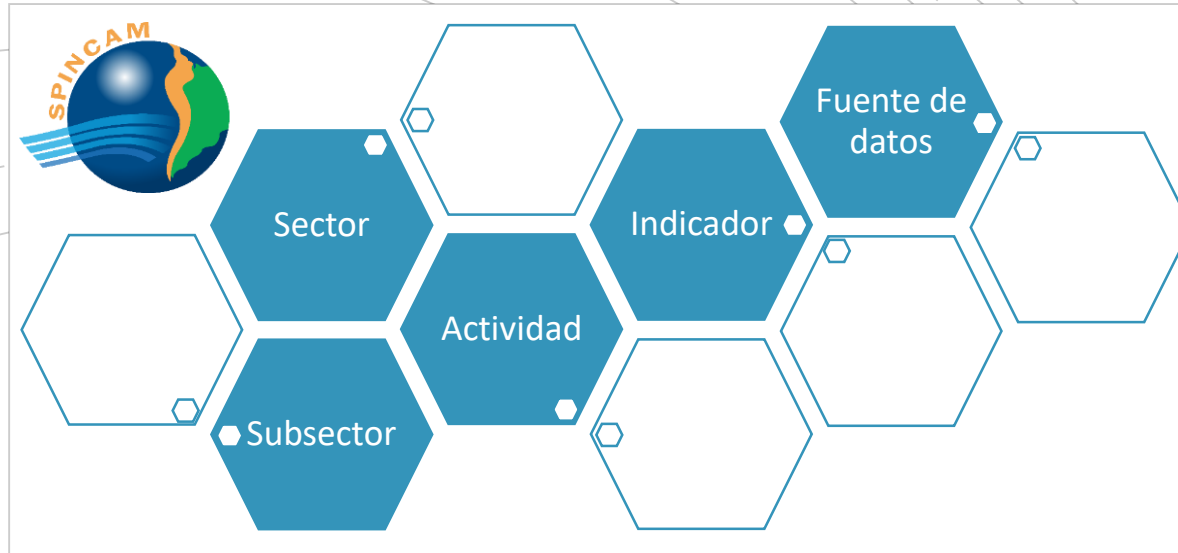 SPINCAM
Sector
Subsector
Actividad
Indicador
Fuente de
datos